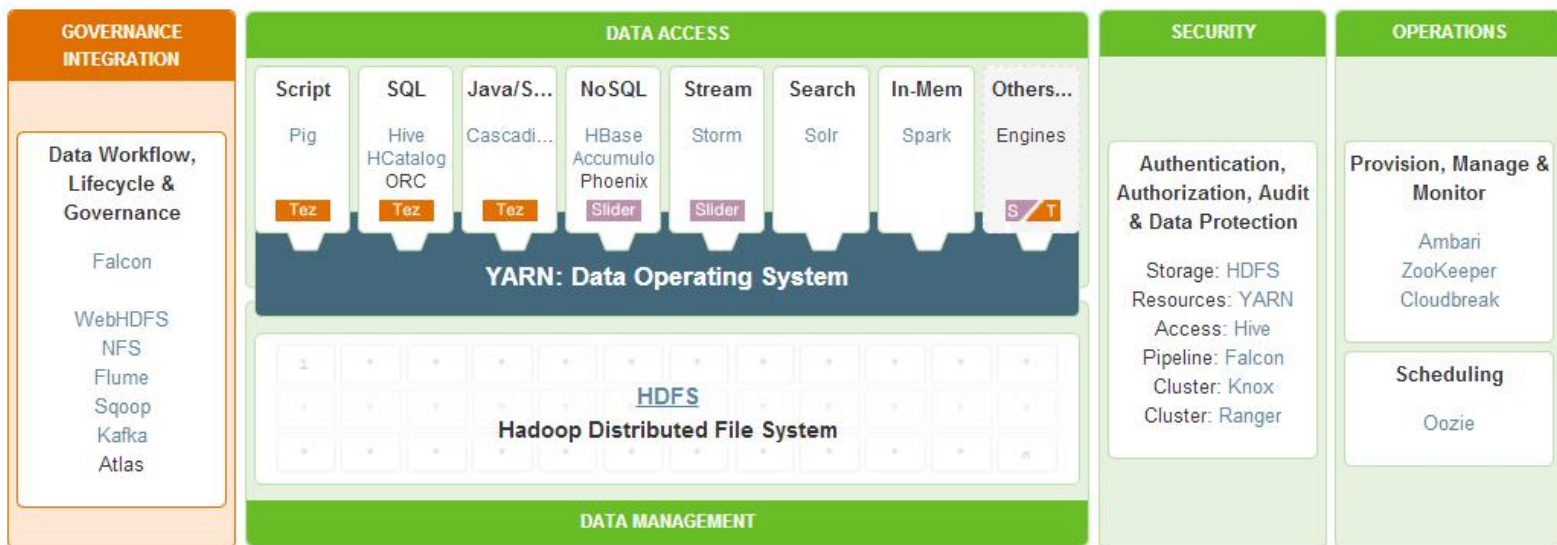 GOVERNANCE
INTEGRATION
Data Workflow,
Lifecycle &
Governance
Falcon
WebHDFS
NFS
Flume
Sqoop
Kafka
Atlas
DATA ACCESS
Script
Pig
Tez
SQL
Hive
HCatalog
ORC
Tez
Java/S...
Cascadi...
Tez
NoSQL
HBase
Accumulo
Phoenix
Slider
Stream
Storm
Slider
Search
Solr
In-Mem
Spark
Others...
Engines
S/T
YARN: Data Operating System
1
HDFS
Hadoop Distributed File System
n
DATA MANAGEMENT
SECURITY
Authentication,
Authorization, Audit
& Data Protection
Storage: HDFS
Resources: YARN
Access: Hive
Pipeline: Falcon
Cluster: Knox
Cluster: Ranger
OPERATIONS
Provision, Manage &
Monitor
Ambari
ZooKeeper
Cloudbreak
Scheduling
Oozie